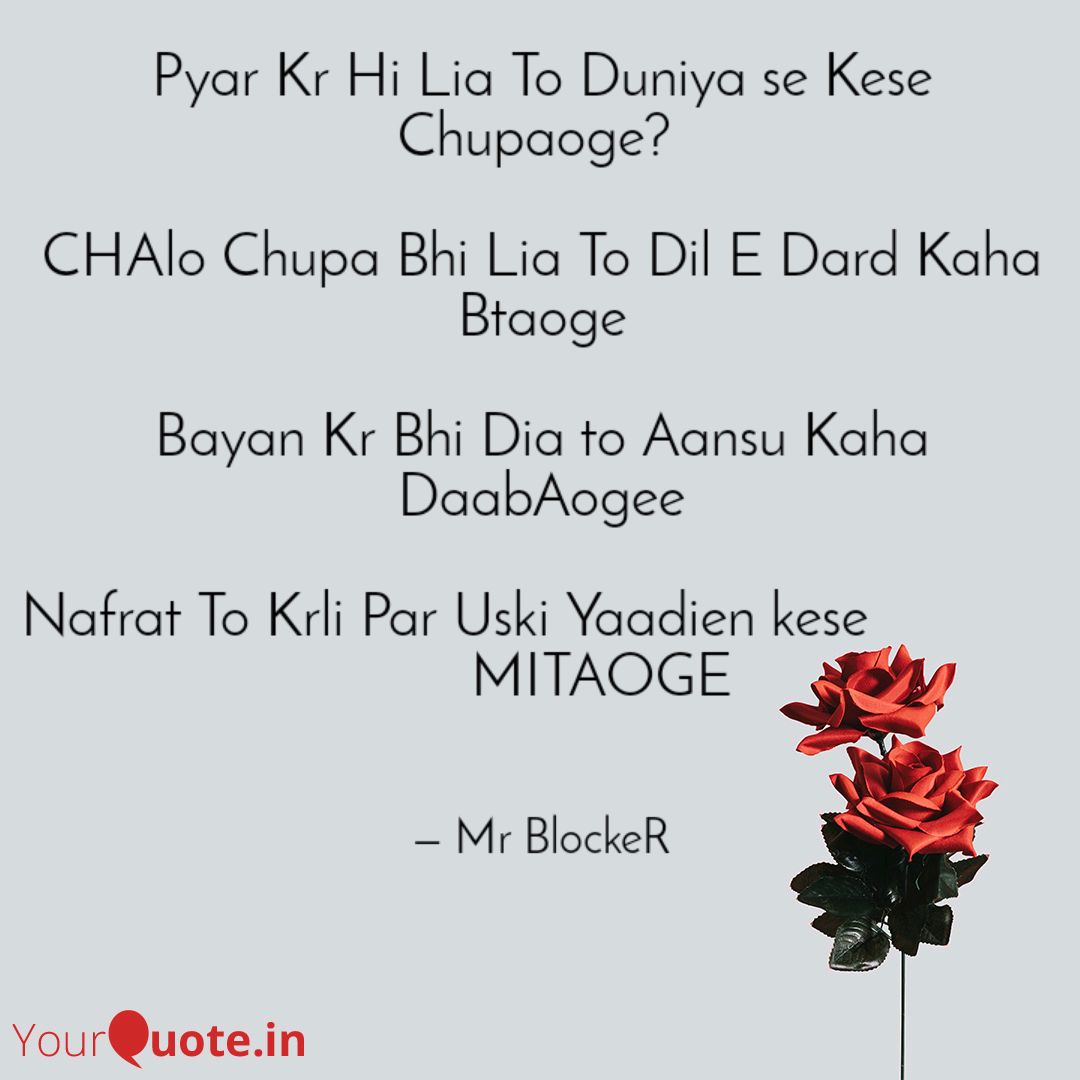 Pyar Kr Hi Lia To Duniya se Kese
Chupaoge?
CHAlo Chupa Bhi Lia To Dil E Dard Kaha
Btaoge
Bayan Kr Bhi Dia to Aansu Kaha
DaabAogee
Nafrat To Krli Par Uski Yaadien kese
MITAOGE
– Mr BlockeR
YourQuote.in